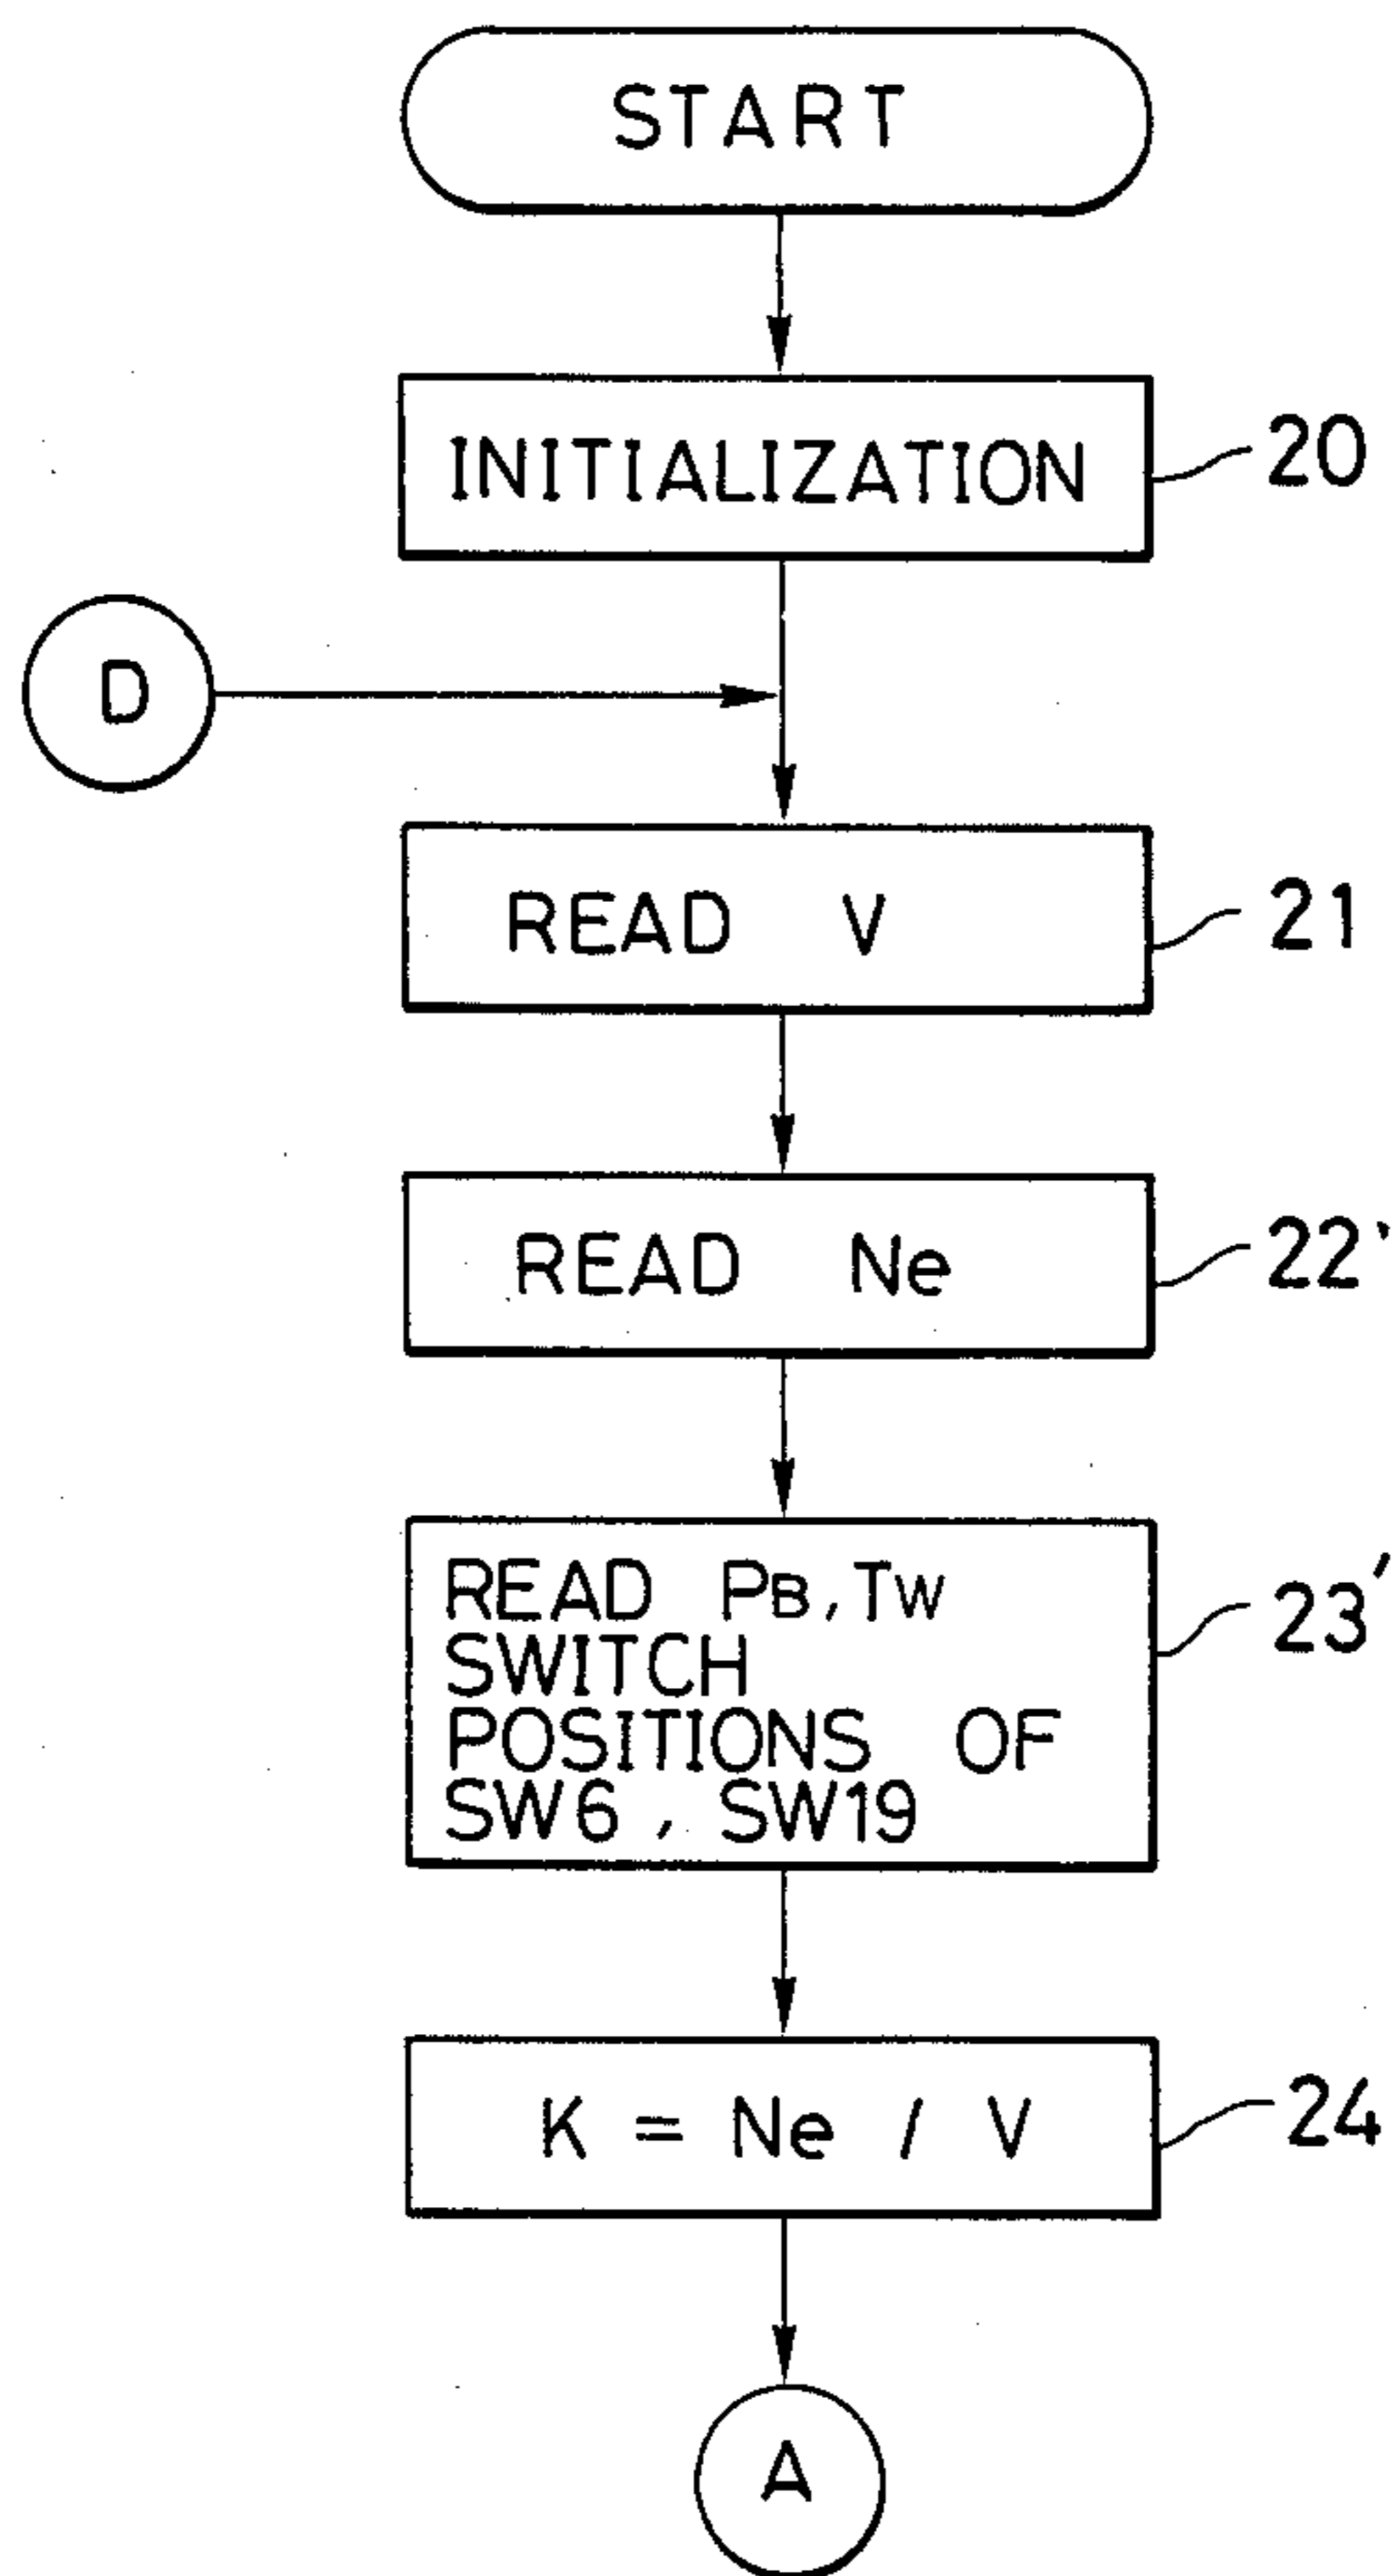 START
INITIALIZATION
20
D
READ V
21
READ Ne
22'
READ PB, TW
SWITCH
POSITIONS OF
SW6, SW19
23'
K = Ne / V
24
A